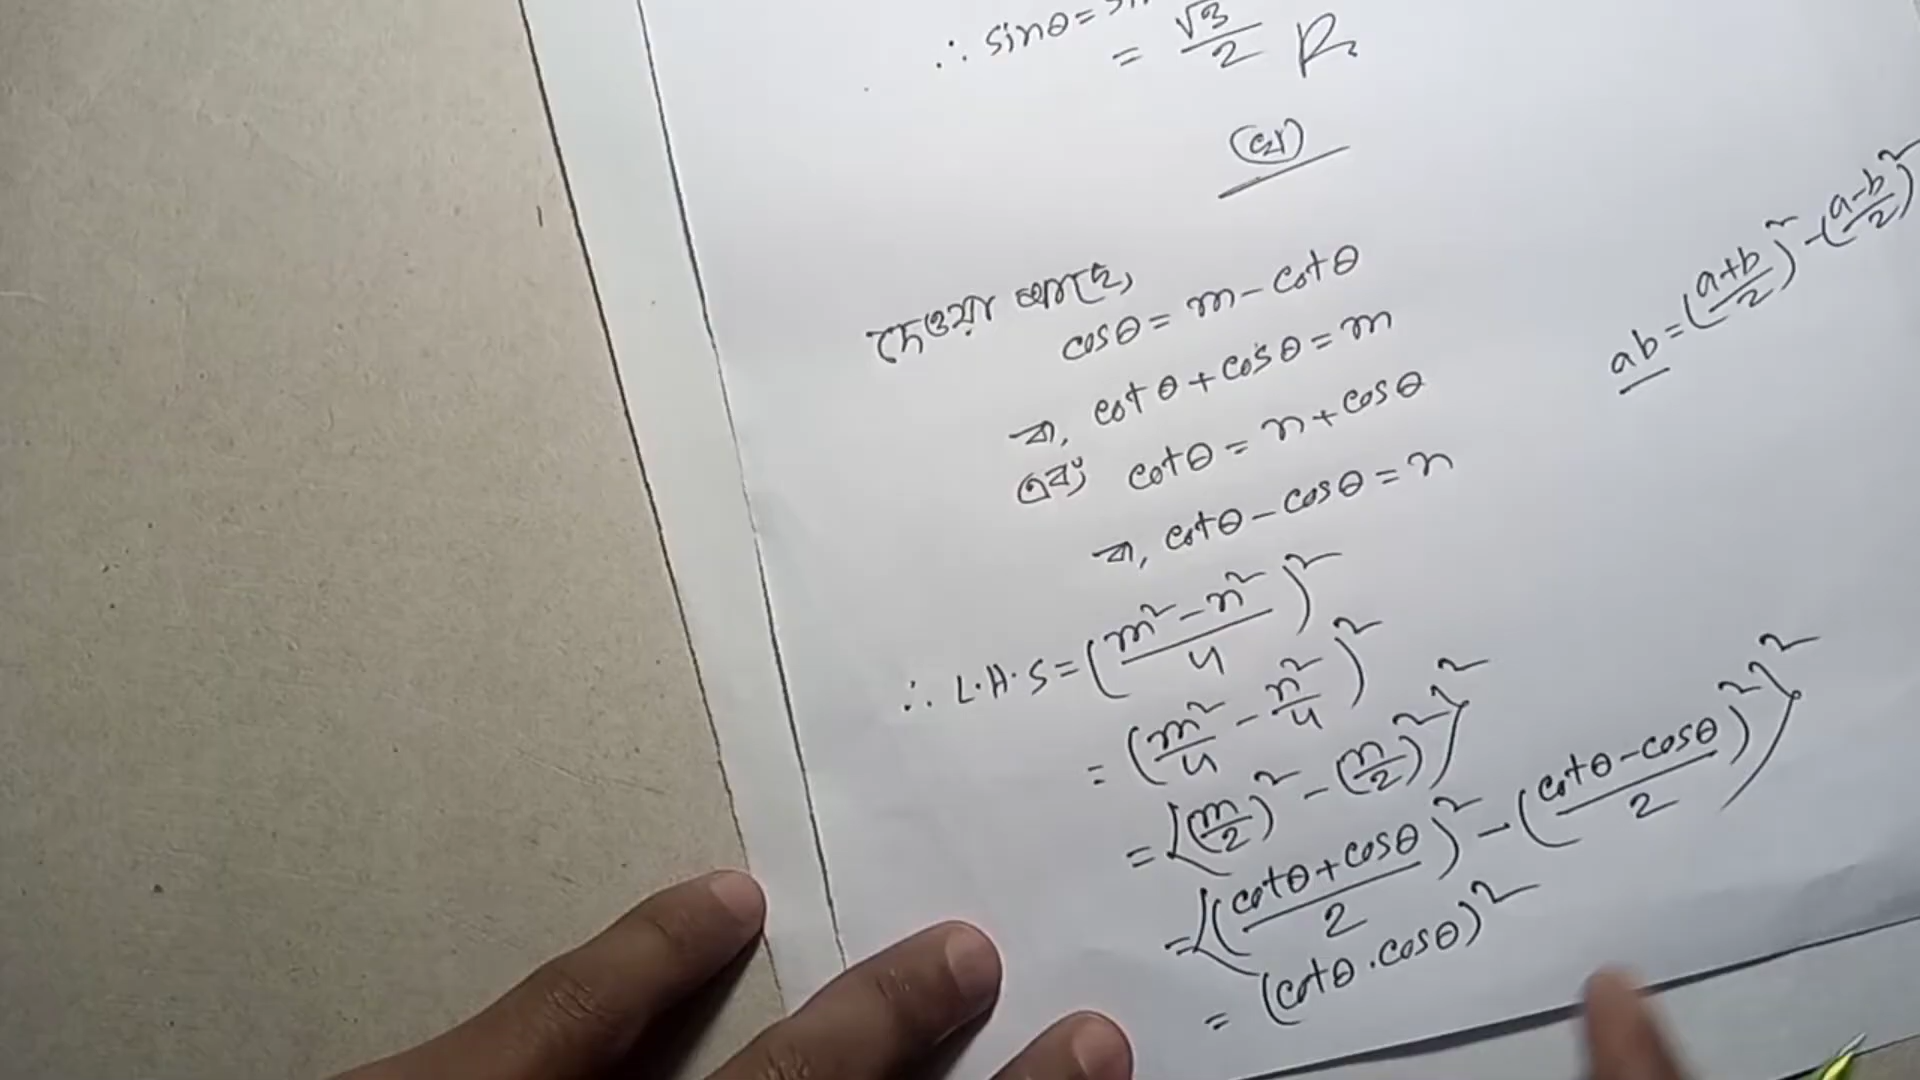 ∴ sinθ =
= √3/2
(খ)
দেওয়া আছে,
cosθ = m - cotθ
বা, cotθ + cosθ = m
এবং cotθ = n + cosθ
বা, cotθ - cosθ = n
ab = ((a+b)/2)² - ((a-b)/2)²
∴ L.H.S = ((m² - n²)/4)²
= (m²/4 - n²/4)²
= ((m/2)² - (n/2)²)²
= (((cotθ + cosθ)/2)² - ((cotθ - cosθ)/2)²)²
= (cotθ . cosθ)²